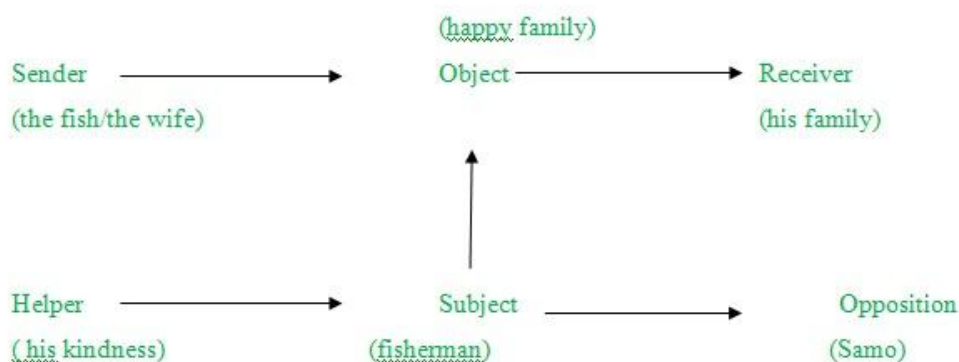 (happy family)
Sender Object Receiver
(the fish/the wife) (his family)
Helper Subject Opposition
( his kindness) (fisherman) (Samo)